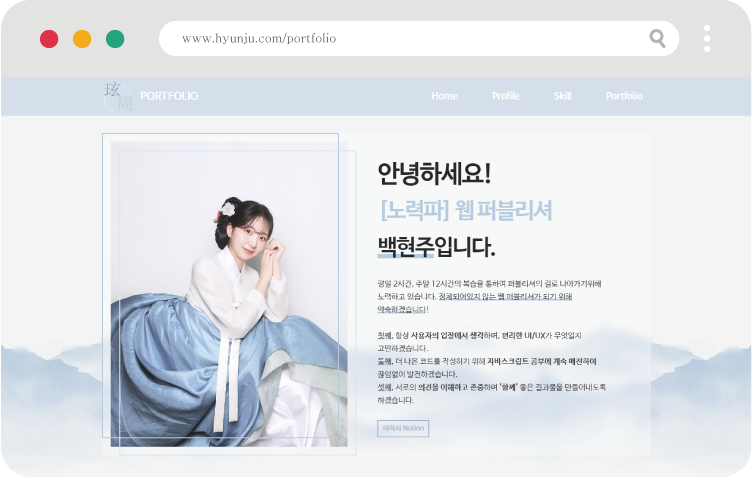 www.hyunju.com/portfolio
玹周 PORTFOLIO
Home Profile Skill Portfolio
안녕하세요!
[노력파] 웹 퍼블리셔
백현주입니다.
평일 2시간, 주말 12시간의 복습을 통하여 퍼블리셔의 길로 나아가기위해
노력하고 있습니다. 정체되어있지 않는 웹 퍼블리셔가 되기 위해
약속하겠습니다!
첫째, 항상 사용자의 입장에서 생각하며, 편리한 UI/UX가 무엇일지
고민하겠습니다.
둘째, 더 나은 코드를 작성하기 위해 자바스크립트 공부에 계속 매진하여
끊임없이 발전하겠습니다.
셋째, 서로의 의견을 이해하고 존중하며 '함께' 좋은 결과물을 만들어내도록
하겠습니다.
Notion